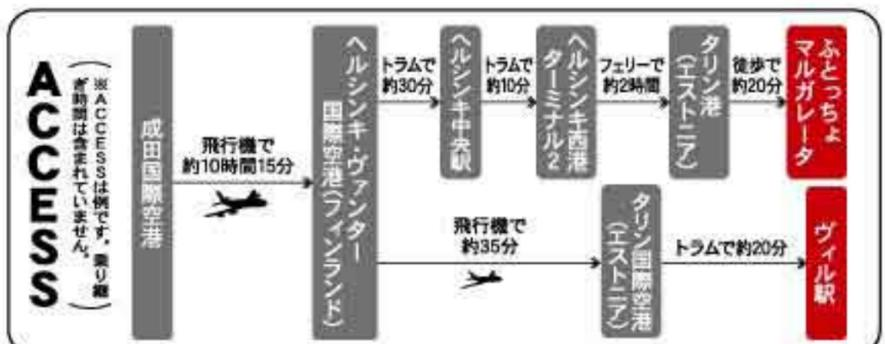 ACCESS
(※ACCESSは例です。乗り継
ぎ時間は含まれていません。)
成田国際空港
飛行機で
約10時間15分
ヘルシンキ・ヴァンター
国際空港(フィンランド)
トラムで
約30分
ヘルシンキ中央駅
トラムで
約10分
ヘルシンキ西港
ターミナル2
フェリーで
約2時間
タリン港
(エストニア)
徒歩で
約20分
ふとっちょ
マルガレータ
飛行機で
約35分
タリン国際空港
(エストニア)
トラムで約20分
ヴィル駅